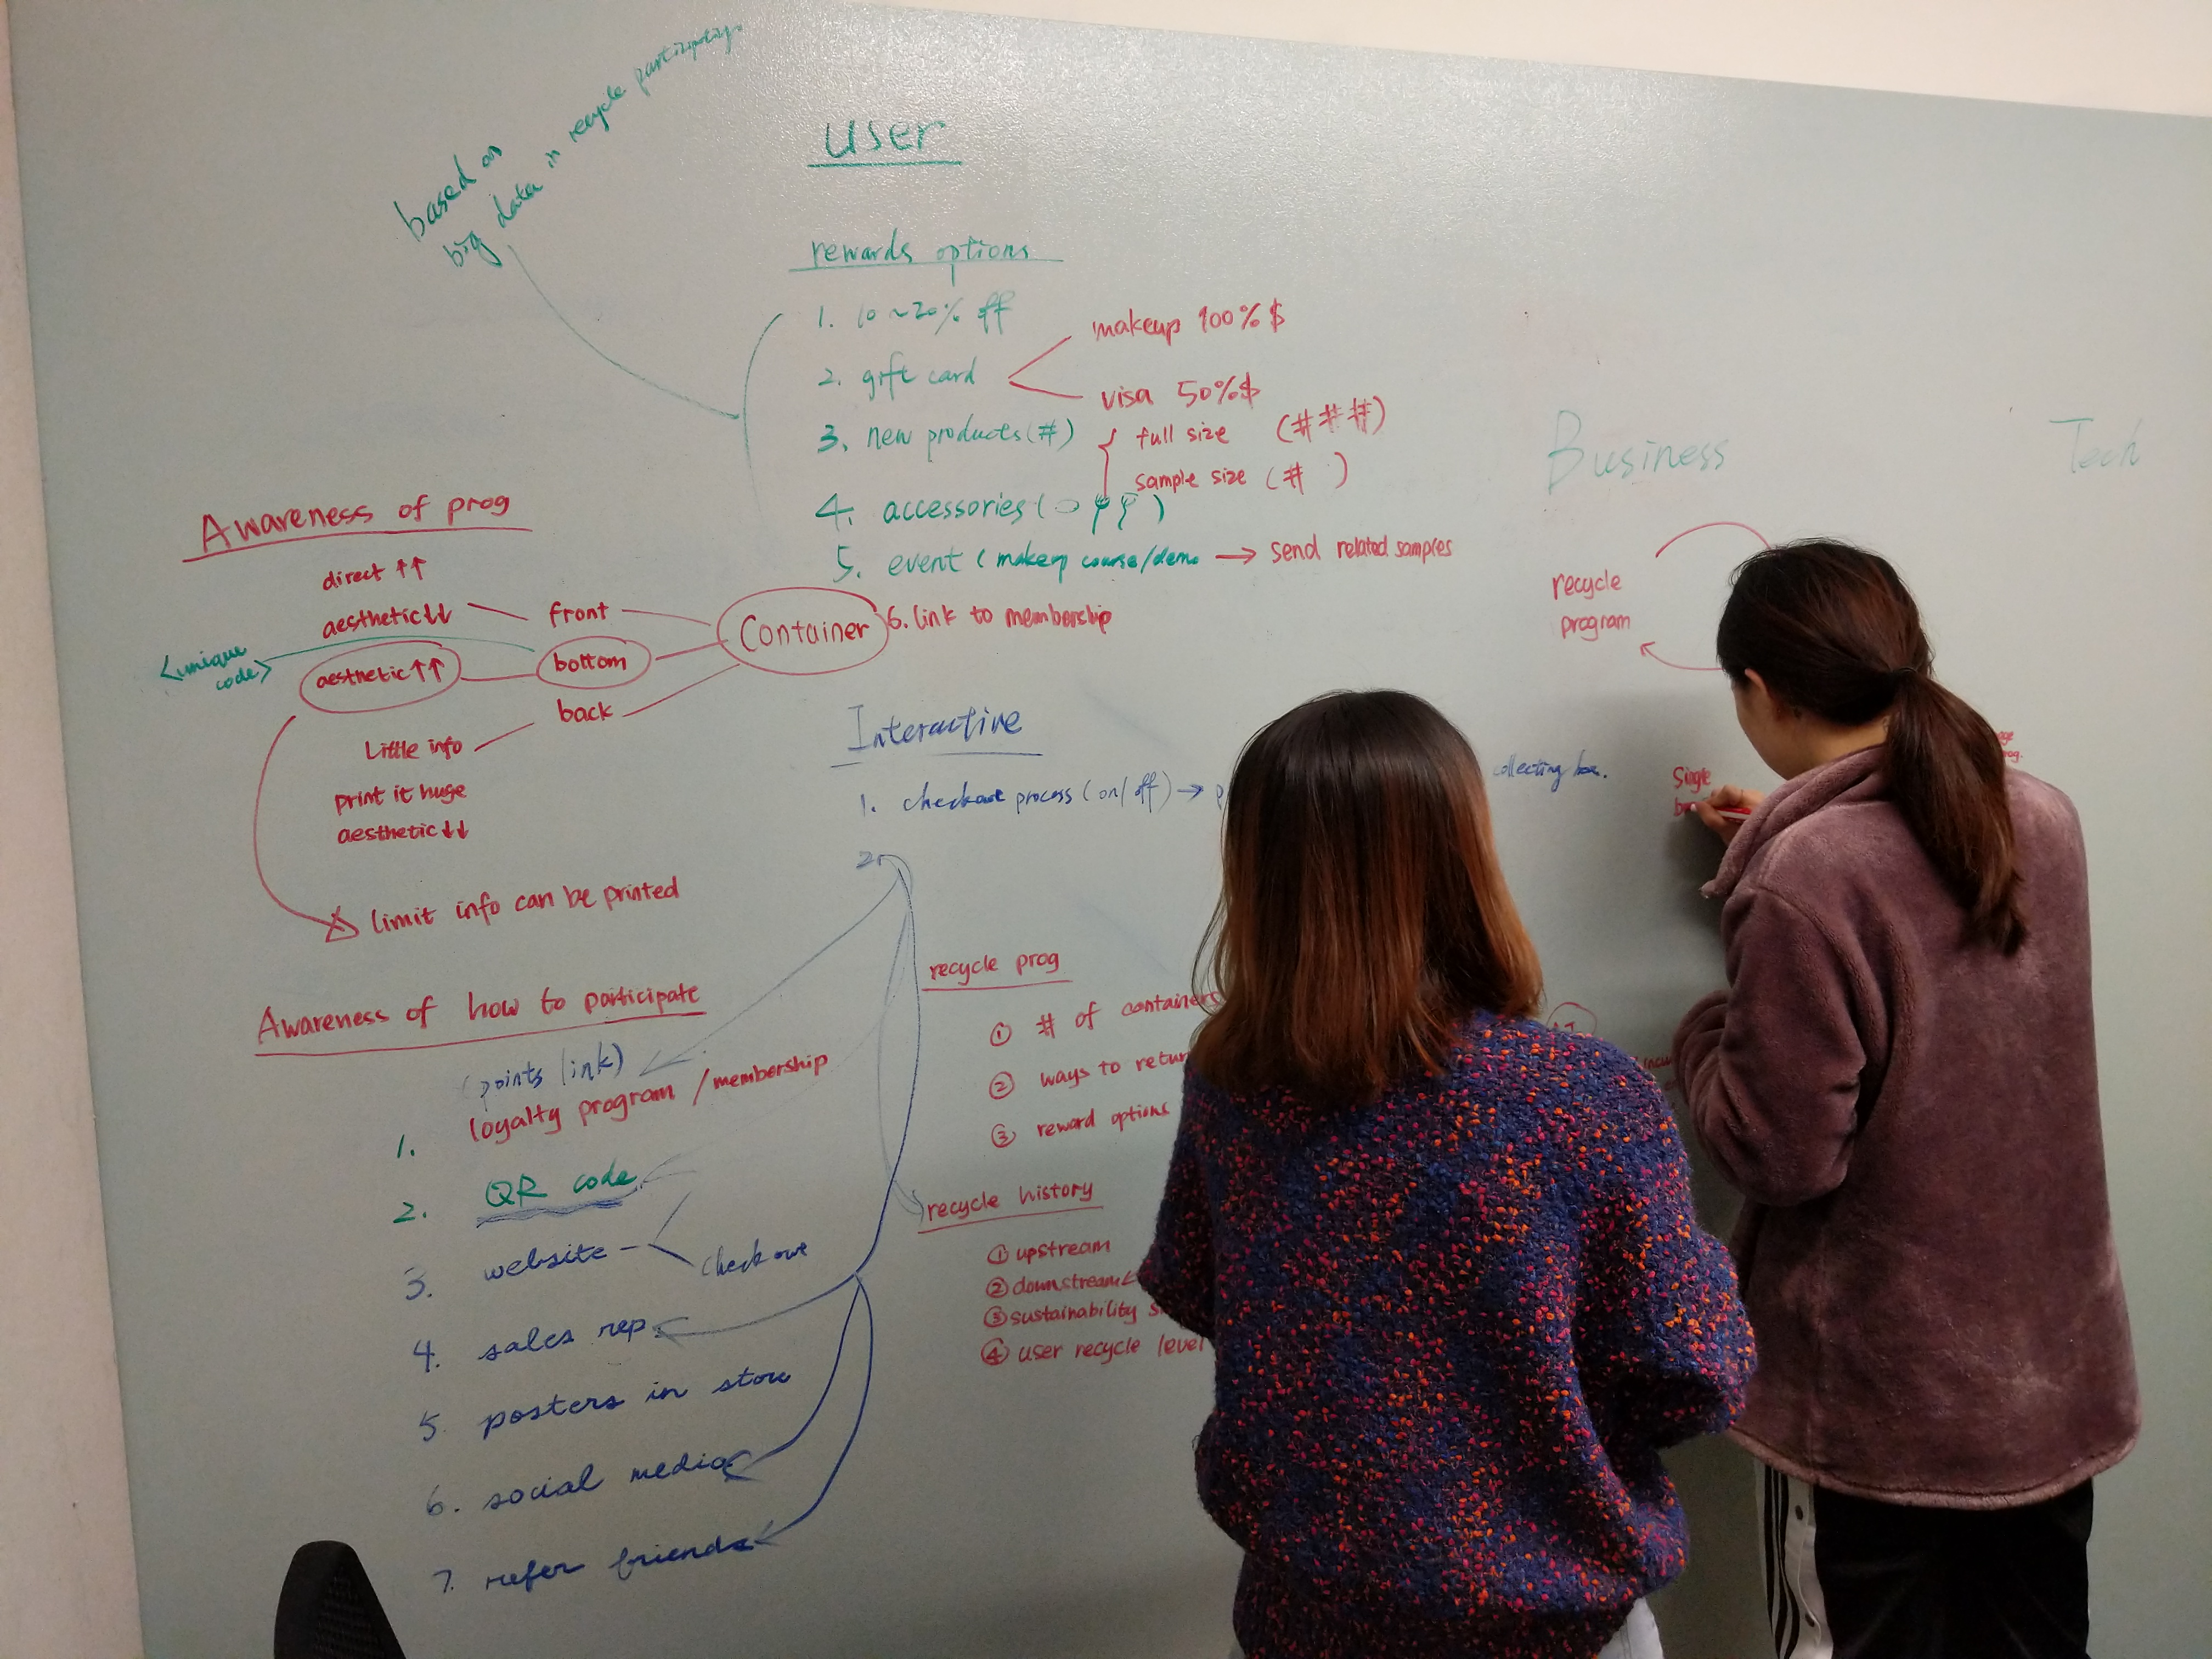 based on
big data in recycle
user
rewards options
1. 10 ~ 20% off
2. gift card
makeup 100% $
visa 50% $
3. new products (#)
full size (###)
sample size (# )
4. accessories ( )
5. event ( makeup course/demo → send related samples
6. link to membership
Awareness of prog
direct ↑↑
aesthetic ↓↓
front
Container
<unique
code>
aesthetic ↑↑
bottom
back
Little info
print it huge
aesthetic ↓↓
limit info can be printed
Awareness of how to participate
(points link)
1. loyalty program / membership
2. QR code
3. website
checkout
4. sales rep
5. posters in store
6. social media
7. refer friends
Interactive
1. checkout process (on/off) → p
collecting box.
2.
recycle prog
① # of containers
② ways to retur
③ reward options
recycle history
① upstream
② downstream
③ sustainability s
④ user recycle level
Business
recycle
program
Single
Tech